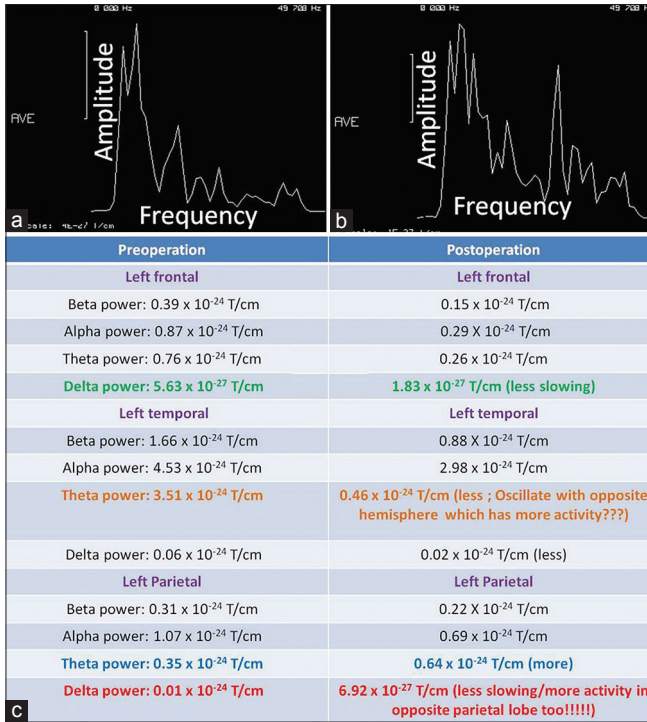 0 000 Hz 49 708 Hz
Amplitude
AVE
Frequency
a
0 000 Hz 49 708 Hz
Amplitude
AVE
Frequency
b
Preoperation Postoperation
Left frontal Left frontal
Beta power: 0.39 x 10⁻²⁴ T/cm 0.15 x 10⁻²⁴ T/cm
Alpha power: 0.87 x 10⁻²⁴ T/cm 0.29 X 10⁻²⁴ T/cm
Theta power: 0.76 x 10⁻²⁴ T/cm 0.26 x 10⁻²⁴ T/cm
Delta power: 5.63 x 10⁻²⁷ T/cm 1.83 x 10⁻²⁷ T/cm (less slowing)
Left temporal Left temporal
Beta power: 1.66 x 10⁻²⁴ T/cm 0.88 X 10⁻²⁴ T/cm
Alpha power: 4.53 x 10⁻²⁴ T/cm 2.98 x 10⁻²⁴ T/cm
Theta power: 3.51 x 10⁻²⁴ T/cm 0.46 x 10⁻²⁴ T/cm (less ; Oscillate with opposite
hemisphere which has more activity???)
Delta power: 0.06 x 10⁻²⁴ T/cm 0.02 x 10⁻²⁴ T/cm (less)
Left Parietal Left Parietal
Beta power: 0.31 x 10⁻²⁴ T/cm 0.22 X 10⁻²⁴ T/cm
Alpha power: 1.07 x 10⁻²⁴ T/cm 0.69 x 10⁻²⁴ T/cm
Theta power: 0.35 x 10⁻²⁴ T/cm 0.64 x 10⁻²⁴ T/cm (more)
Delta power: 0.01 x 10⁻²⁴ T/cm 6.92 x 10⁻²⁷ T/cm (less slowing/more activity in
opposite parietal lobe too!!!!!)
c